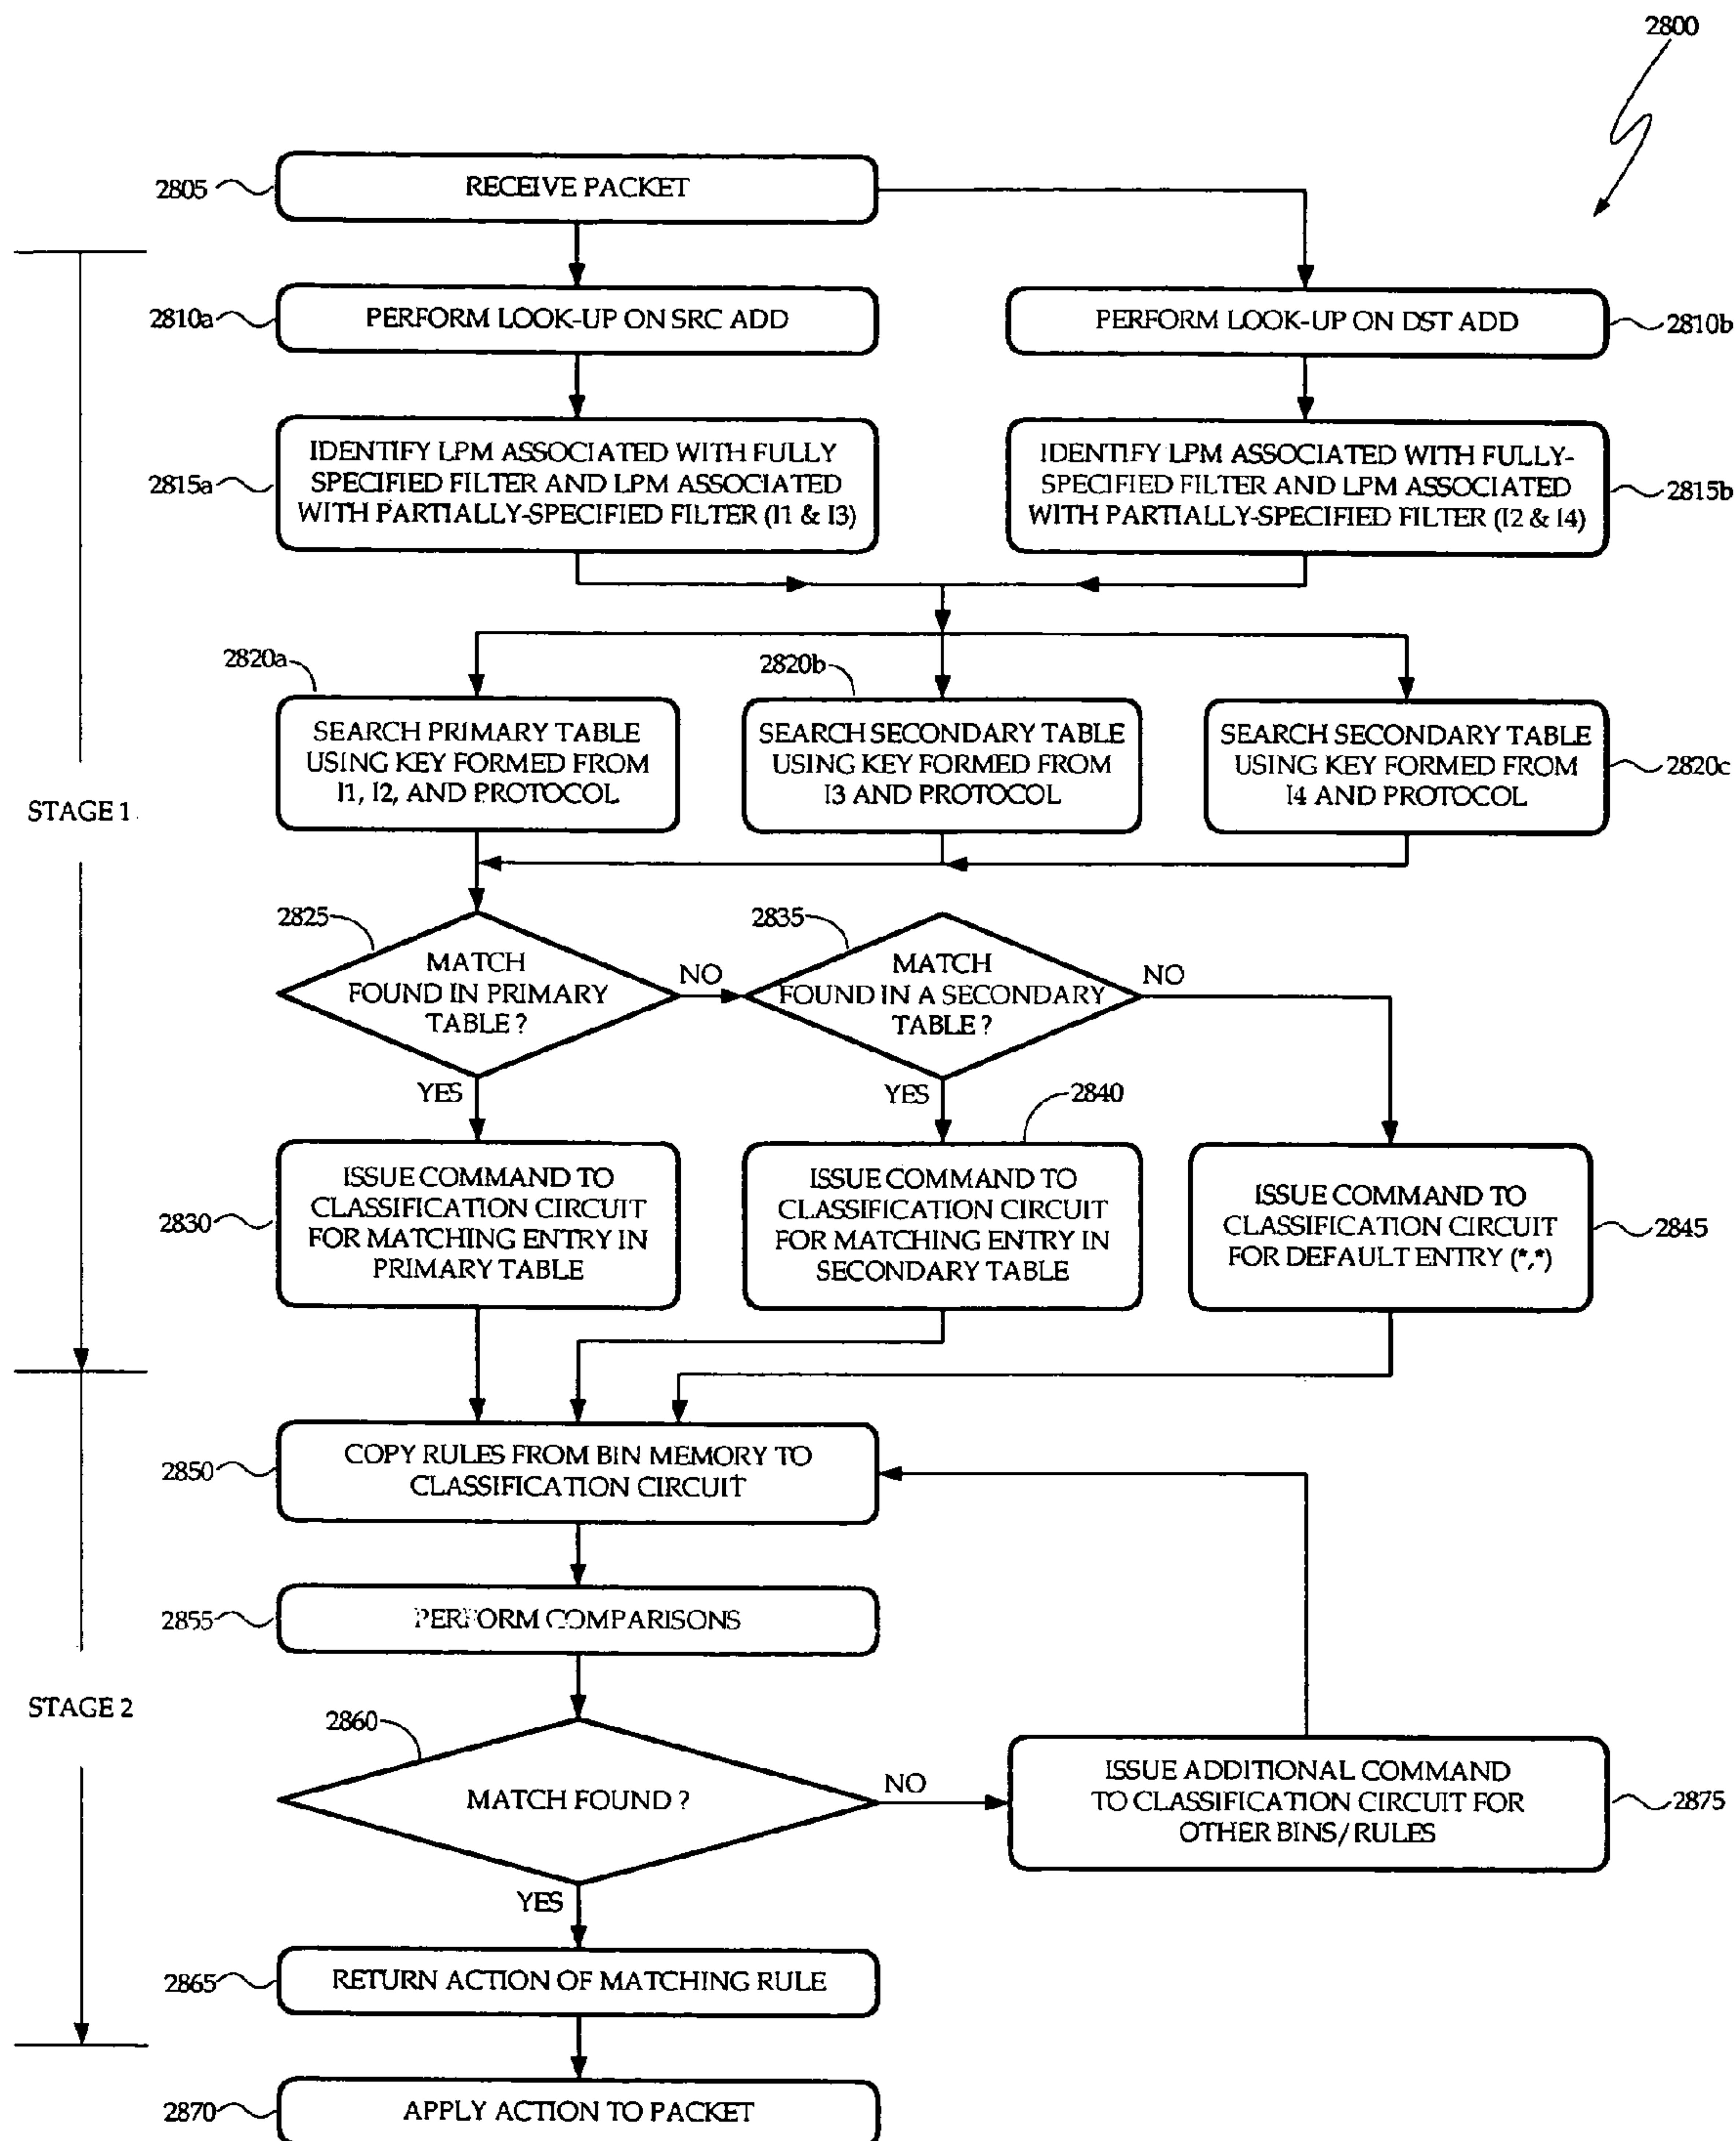 2800
2805
RECEIVE PACKET
2810a
PERFORM LOOK-UP ON SRC ADD
PERFORM LOOK-UP ON DST ADD
2810b
2815a
IDENTIFY LPM ASSOCIATED WITH FULLY
SPECIFIED FILTER AND LPM ASSOCIATED
WITH PARTIALLY-SPECIFIED FILTER (I1 & I3)
IDENTIFY LPM ASSOCIATED WITH FULLY-
SPECIFIED FILTER AND LPM ASSOCIATED
WITH PARTIALLY-SPECIFIED FILTER (I2 & I4)
2815b
2820a
SEARCH PRIMARY TABLE
USING KEY FORMED FROM
I1, I2, AND PROTOCOL
2820b
SEARCH SECONDARY TABLE
USING KEY FORMED FROM
I3 AND PROTOCOL
SEARCH SECONDARY TABLE
USING KEY FORMED FROM
I4 AND PROTOCOL
2820c
STAGE 1
2825
MATCH
FOUND IN PRIMARY
TABLE ?
NO
YES
2835
MATCH
FOUND IN A SECONDARY
TABLE ?
NO
YES
2830
ISSUE COMMAND TO
CLASSIFICATION CIRCUIT
FOR MATCHING ENTRY IN
PRIMARY TABLE
2840
ISSUE COMMAND TO
CLASSIFICATION CIRCUIT
FOR MATCHING ENTRY IN
SECONDARY TABLE
ISSUE COMMAND TO
CLASSIFICATION CIRCUIT
FOR DEFAULT ENTRY (*,*)
2845
2850
COPY RULES FROM BIN MEMORY TO
CLASSIFICATION CIRCUIT
2855
PERFORM COMPARISONS
STAGE 2
2860
MATCH FOUND ?
NO
YES
ISSUE ADDITIONAL COMMAND
TO CLASSIFICATION CIRCUIT FOR
OTHER BINS/RULES
2875
2865
RETURN ACTION OF MATCHING RULE
2870
APPLY ACTION TO PACKET